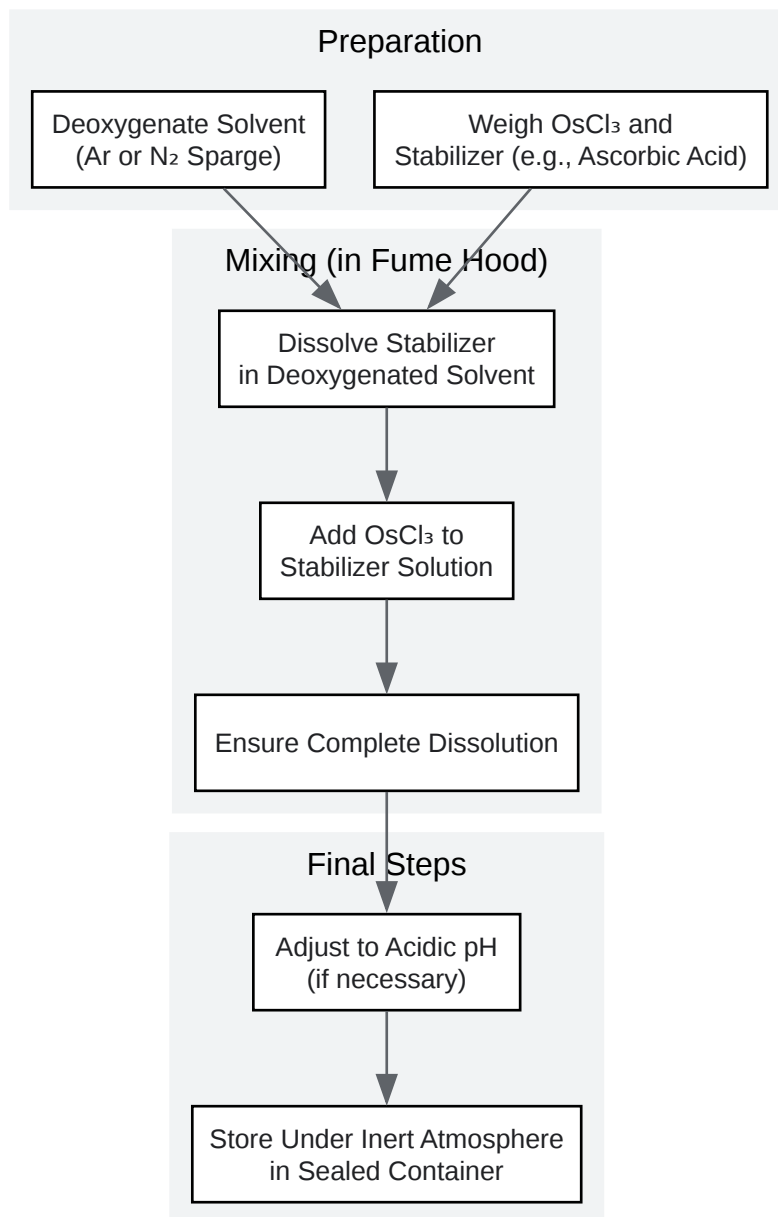 Preparation
Deoxygenate Solvent
(Ar or N₂ Sparge)
Weigh OsCl₃ and
Stabilizer (e.g., Ascorbic Acid)
Mixing (in Fume Hood)
Dissolve Stabilizer
in Deoxygenated Solvent
Add OsCl₃ to
Stabilizer Solution
Ensure Complete Dissolution
Final Steps
Adjust to Acidic pH
(if necessary)
Store Under Inert Atmosphere
in Sealed Container